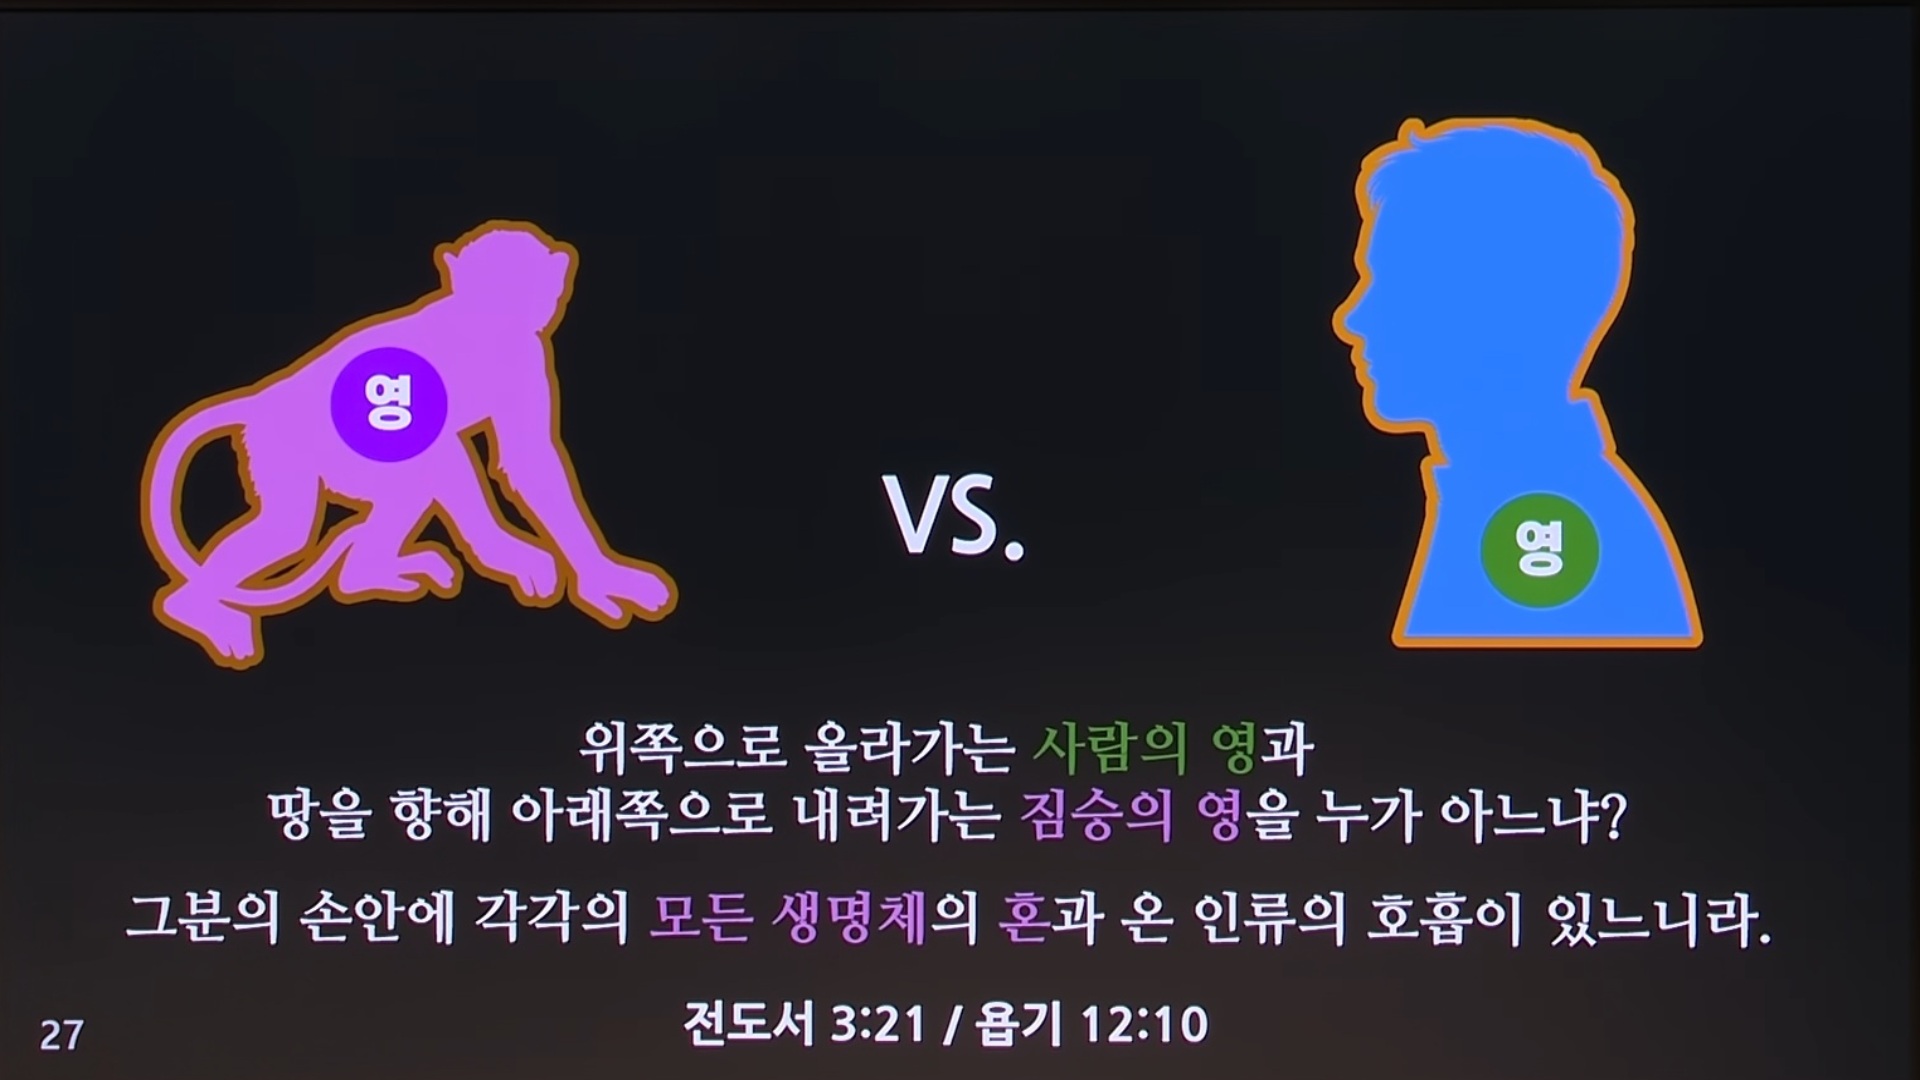 영
VS.
영
위쪽으로 올라가는 사람의 영과
땅을 향해 아래쪽으로 내려가는 짐승의 영을 누가 아느냐?
그분의 손안에 각각의 모든 생명체의 혼과 온 인류의 호흡이 있느니라.
전도서 3:21 / 욥기 12:10
27